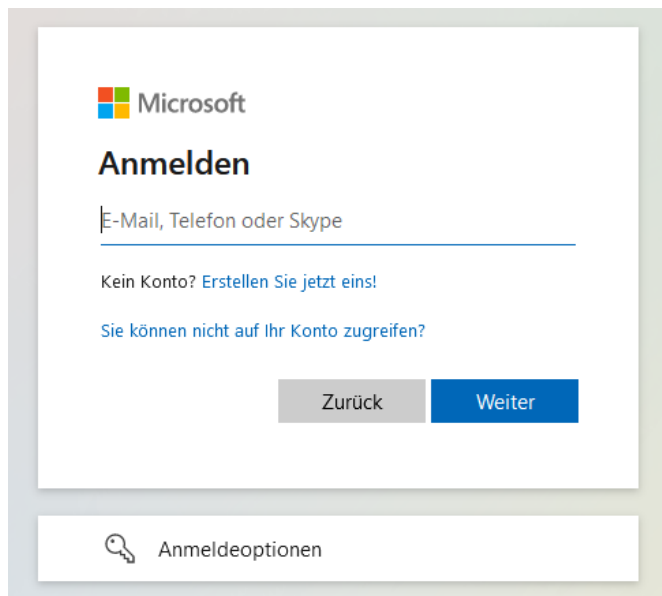 Microsoft
Anmelden
E-Mail, Telefon oder Skype
Kein Konto? Erstellen Sie jetzt eins!
Sie können nicht auf Ihr Konto zugreifen?
Zurück Weiter
Anmeldeoptionen